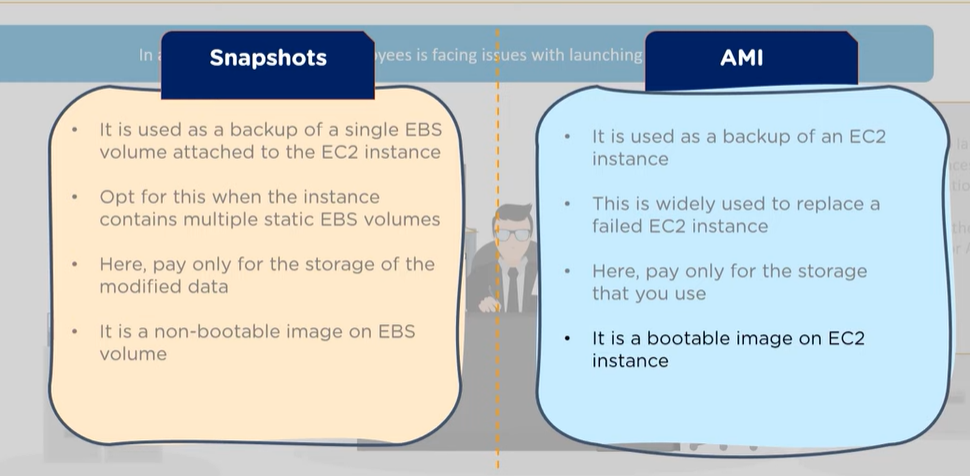 In a
yees is facing issues with launching
Snapshots
• It is used as a backup of a single EBS
volume attached to the EC2 instance
• Opt for this when the instance
contains multiple static EBS volumes
• Here, pay only for the storage of the
modified data
• It is a non-bootable image on EBS
volume
AMI
• It is used as a backup of an EC2
instance
• This is widely used to replace a
failed EC2 instance
• Here, pay only for the storage
that you use
• It is a bootable image on EC2
instance